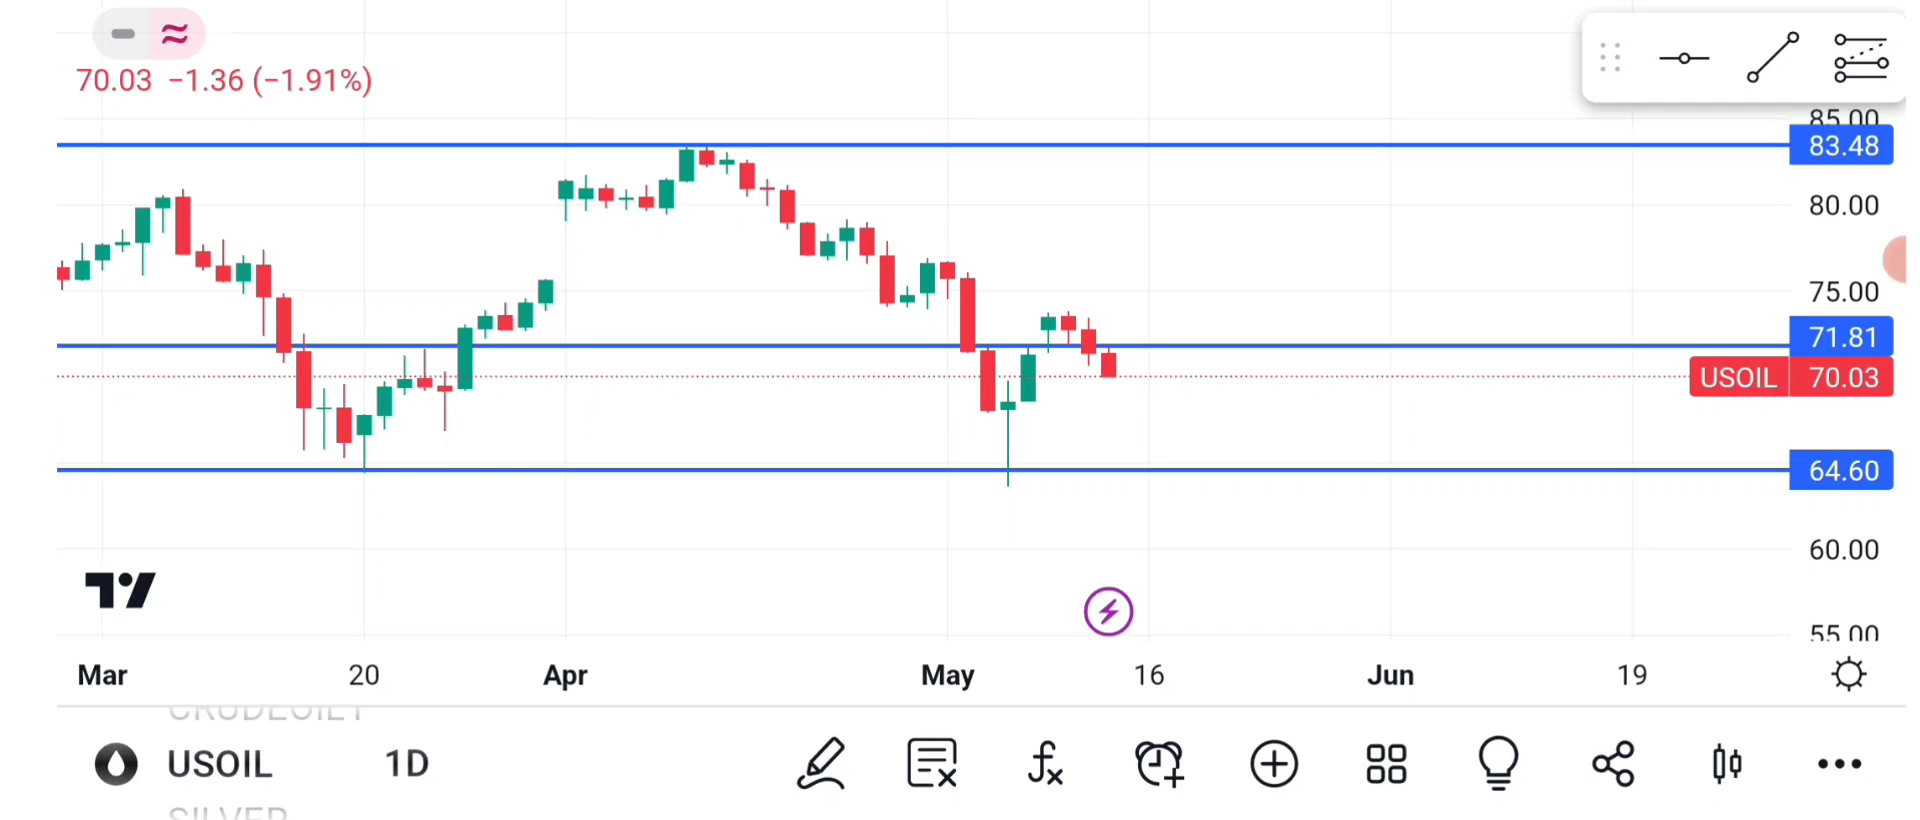 70.03 −1.36 (−1.91%)
85.00
83.48
80.00
75.00
71.81
USOIL 70.03
64.60
60.00
55.00
Mar 20 Apr May 16 Jun 19
CRUDEOIL1
USOIL 1D
SILVER